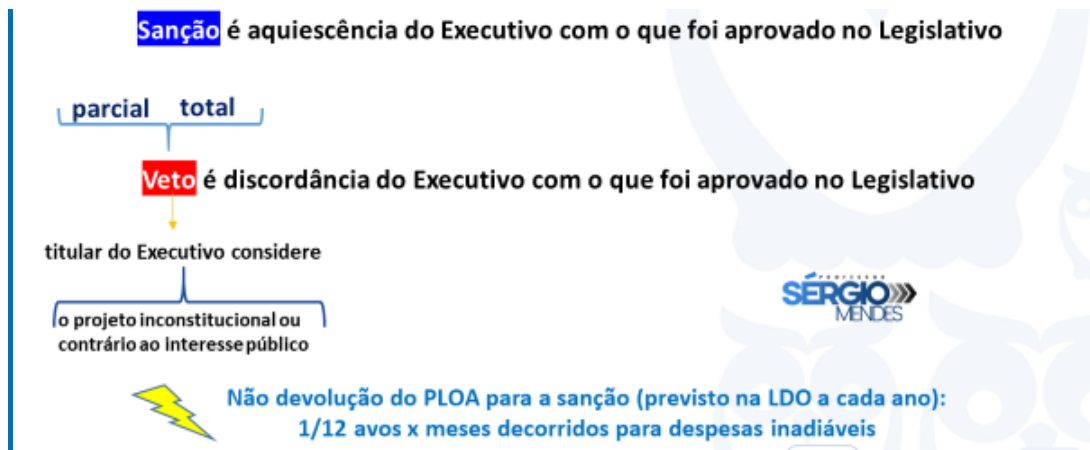 Sanção é aquiescência do Executivo com o que foi aprovado no Legislativo
parcial total
Veto é discordância do Executivo com o que foi aprovado no Legislativo
titular do Executivo considere
o projeto inconstitucional ou
contrário ao interesse público
PROFESSOR
SÉRGIO
MENDES
Não devolução do PLOA para a sanção (previsto na LDO a cada ano):
1/12 avos x meses decorridos para despesas inadiáveis